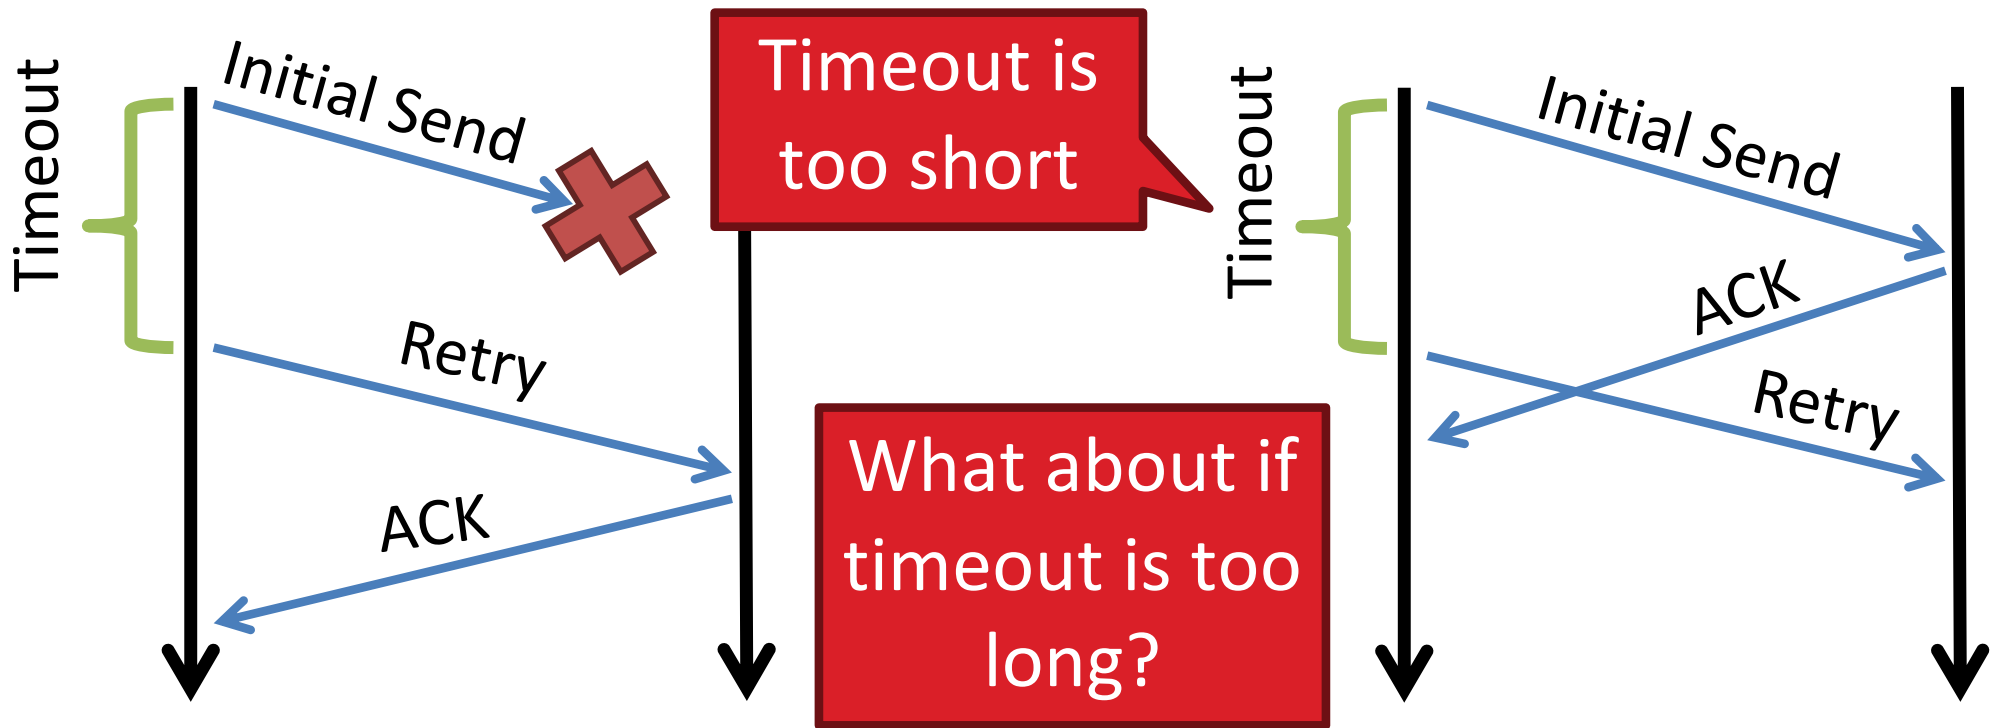 Timeout
Initial Send
Retry
ACK
Timeout is
too short
What about if
timeout is too
long?
Timeout
Initial Send
ACK
Retry